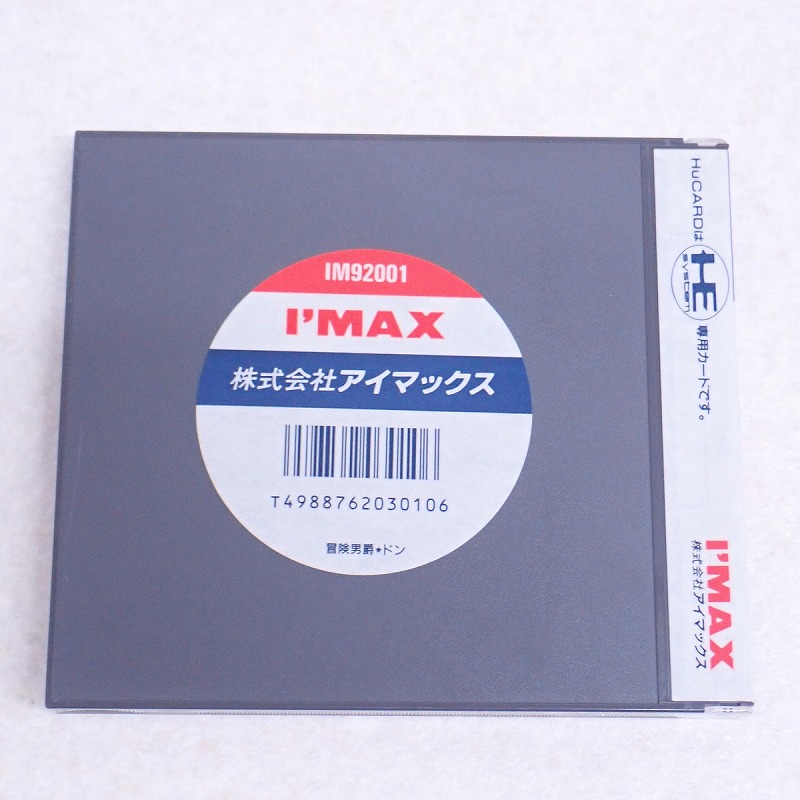 IM92001
I'MAX
株式会社アイマックス
T4988762030106
冒険男爵★ドン
HuCARDは
HE
system
専用カードです。
I'MAX
株式会社アイマックス